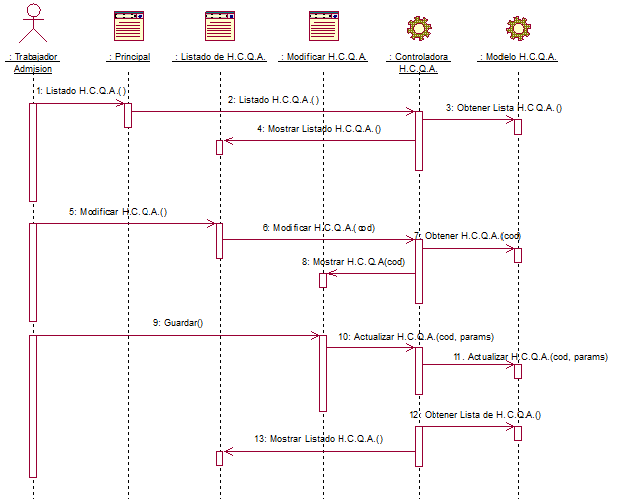 : Trabajador
Admision
: Principal
: Listado de H.C.Q.A.
: Modificar H.C.Q.A.
: Controladora
H.C.Q.A.
: Modelo H.C.Q.A.
1: Listado H.C.Q.A.()
2: Listado H.C.Q.A.()
3: Obtener Lista H.C.Q.A.()
4: Mostrar Listado H.C.Q.A.()
5: Modificar H.C.Q.A.()
6: Modificar H.C.Q.A.(cod)
7: Obtener H.C.Q.A.(cod)
8: Mostrar H.C.Q.A(cod)
9: Guardar()
10: Actualizar H.C.Q.A.(cod, params)
11. Actualizar H.C.Q.A.(cod, params)
12: Obtener Lista de H.C.Q.A.()
13: Mostrar Listado H.C.Q.A.()